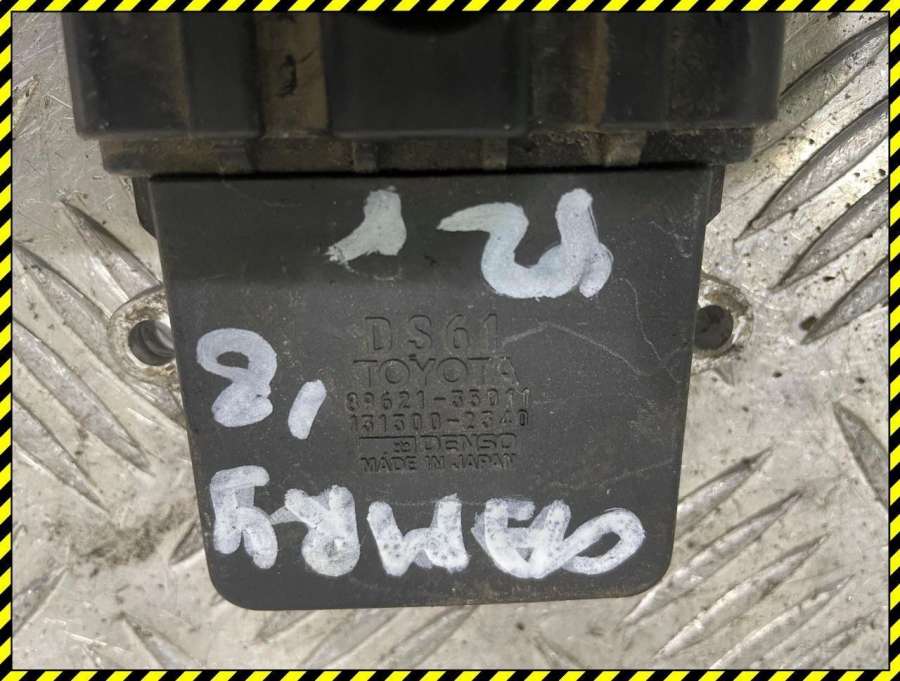 DS61
TOYOTA
89621-33011
131300-2340
DENSO
MADE IN JAPAN
CAMRY